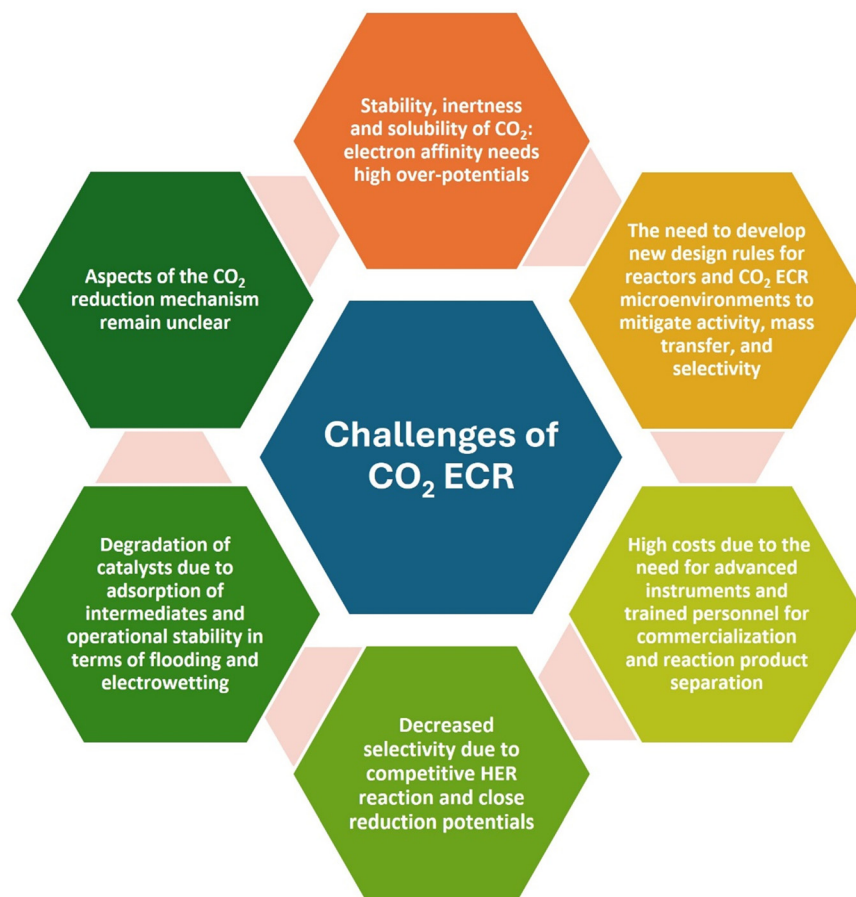 Stability, inertness
and solubility of CO₂:
electron affinity needs
high over-potentials
The need to develop
new design rules for
reactors and CO₂ ECR
microenvironments to
mitigate activity, mass
transfer, and
selectivity
High costs due to the
need for advanced
instruments and
trained personnel for
commercialization
and reaction product
separation
Decreased
selectivity due to
competitive HER
reaction and close
reduction potentials
Degradation of
catalysts due to
adsorption of
intermediates and
operational stability in
terms of flooding and
electrowetting
Aspects of the CO₂
reduction mechanism
remain unclear
Challenges of
CO₂ ECR